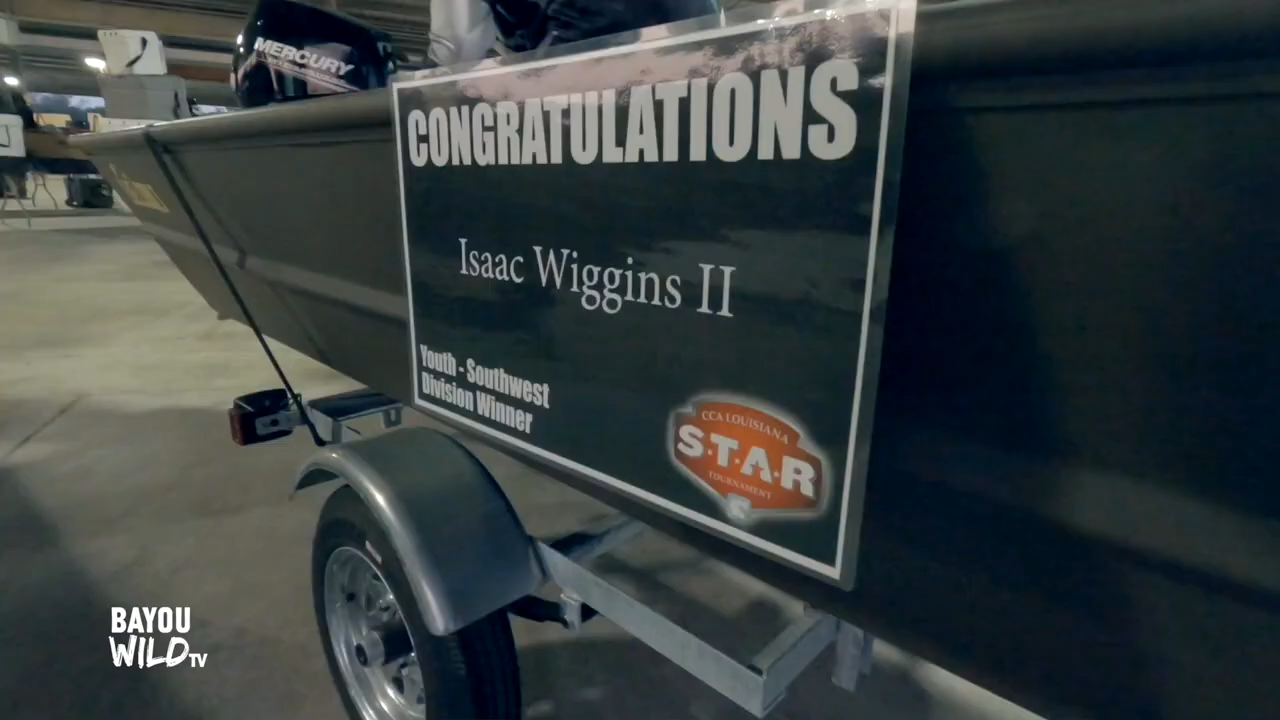 MERCURY
CONGRATULATIONS
Isaac Wiggins II
Youth - Southwest
Division Winner
CCA LOUISIANA
S·T·A·R
TOURNAMENT
BAYOU
WILD TV